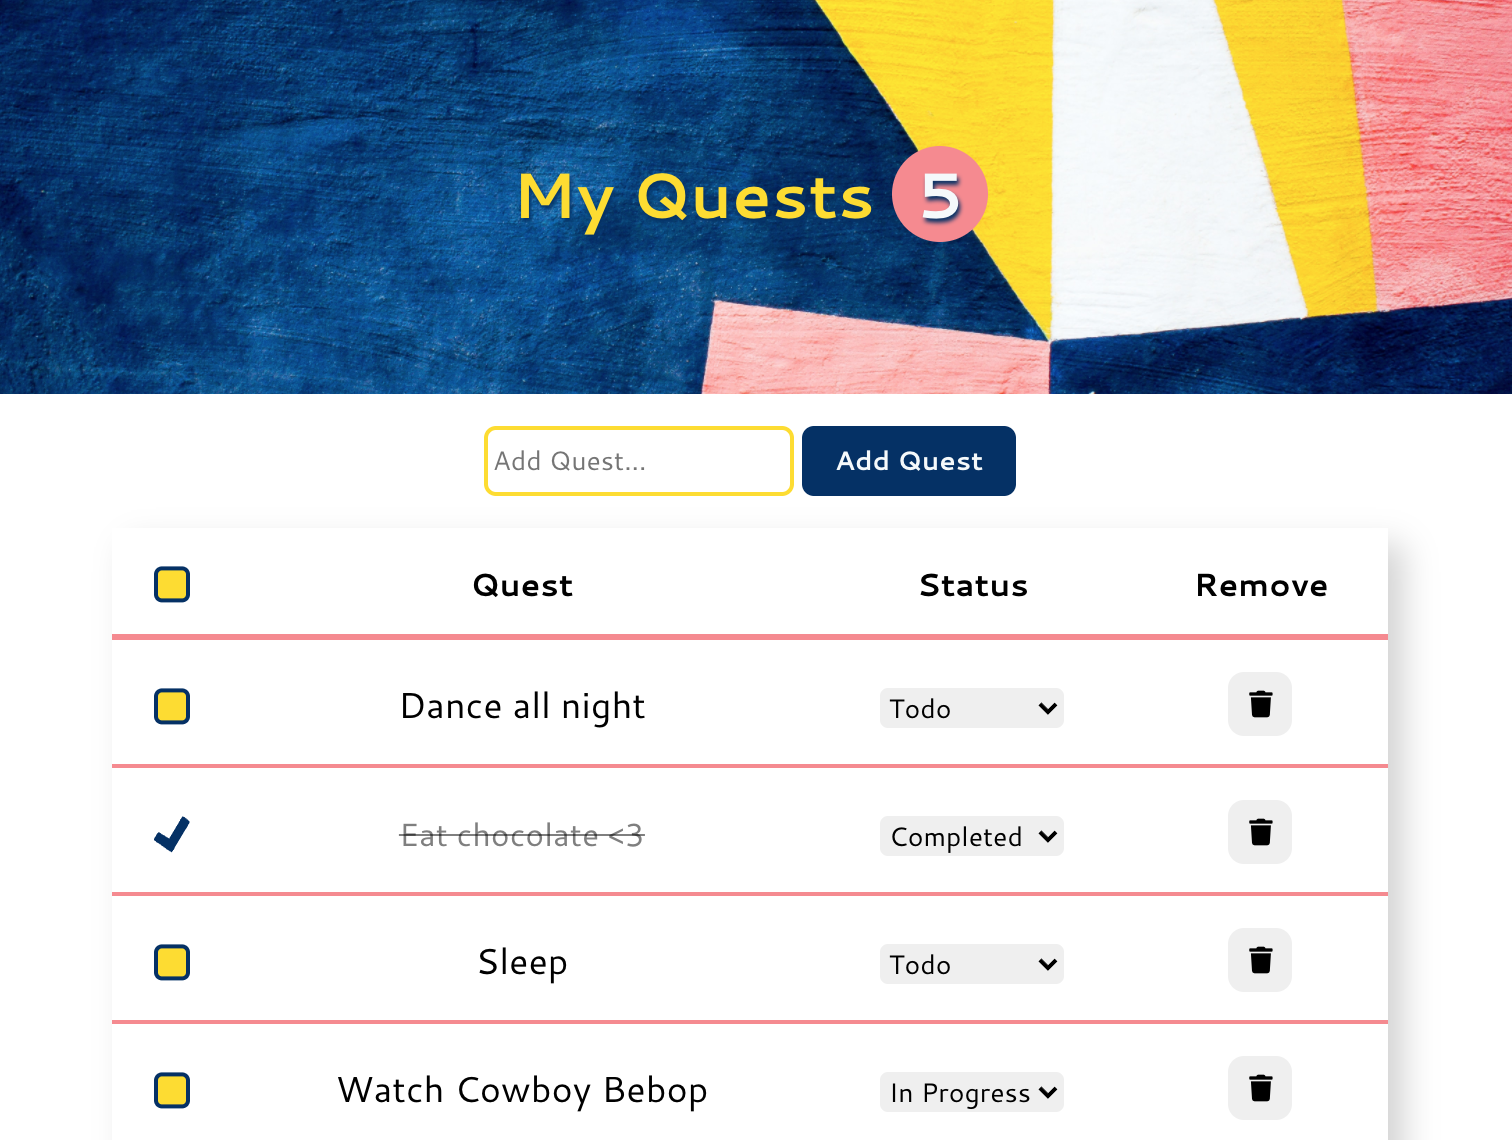 My Quests 5
Add Quest... Add Quest
Quest Status Remove
Dance all night Todo
Eat chocolate <3 Completed
Sleep Todo
Watch Cowboy Bebop In Progress